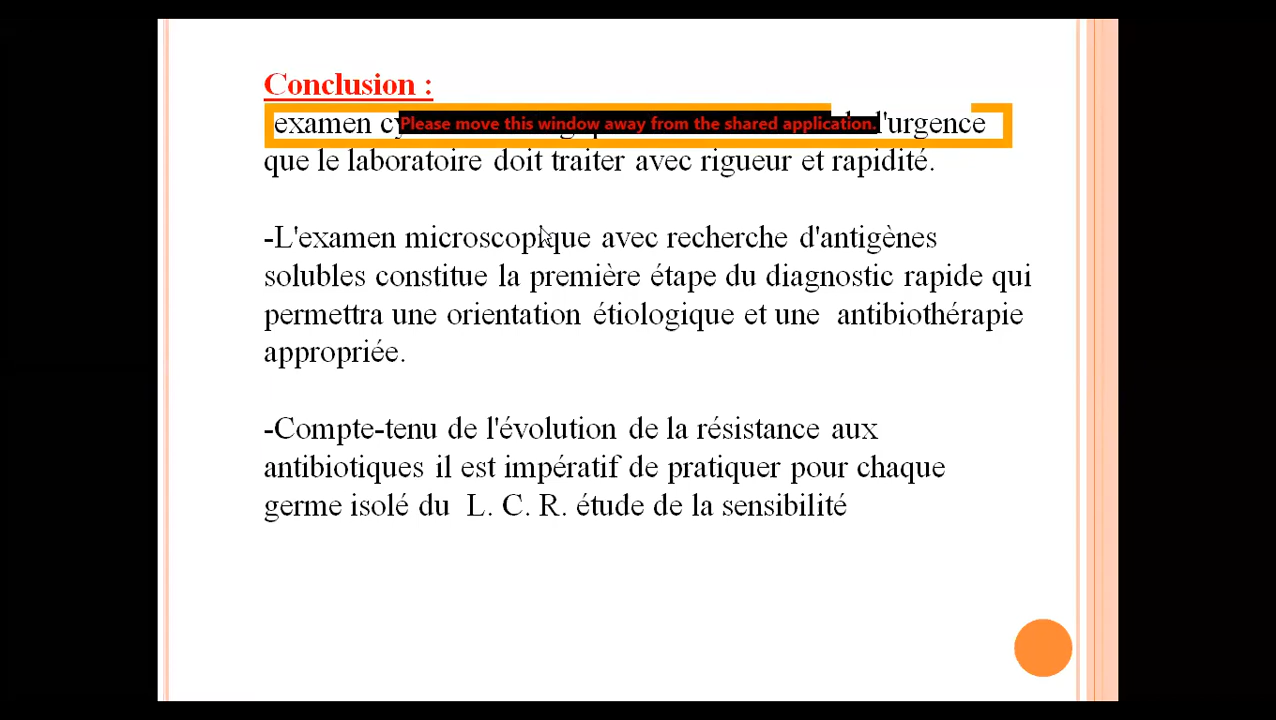 Conclusion :
examen Please move this window away from the shared application. l'urgence
que le laboratoire doit traiter avec rigueur et rapidité.
-L'examen microscopique avec recherche d'antigènes
solubles constitue la première étape du diagnostic rapide qui
permettra une orientation étiologique et une antibiothérapie
appropriée.
-Compte-tenu de l'évolution de la résistance aux
antibiotiques il est impératif de pratiquer pour chaque
germe isolé du L. C. R. étude de la sensibilité